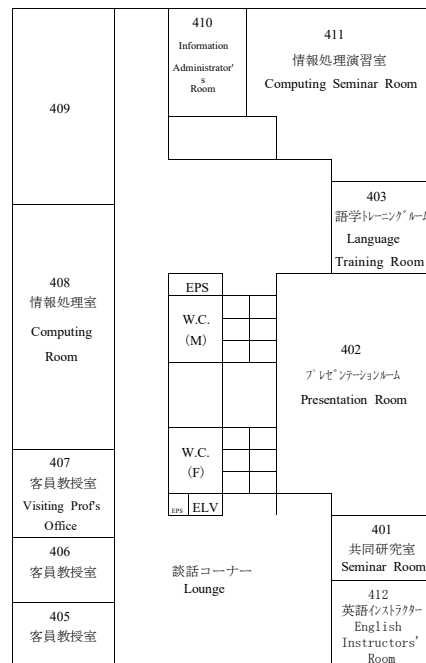 410
Information
Administrator'
s
Room
411
情報処理演習室
Computing Seminar Room
409
403
語学ﾄﾚｰﾆﾝｸﾞﾙｰﾑ
Language
Training Room
408
情報処理室
Computing
Room
EPS
W.C.
(M)
402
ﾌﾟﾚｾﾞﾝﾃｰｼｮﾝﾙｰﾑ
Presentation Room
407
客員教授室
Visiting Prof's
Office
W.C.
(F)
EPS
ELV
406
客員教授室
談話コーナー
Lounge
401
共同研究室
Seminar Room
405
客員教授室
412
英語ｲﾝｽﾄﾗｸﾀｰ
English
Instructors'
Room